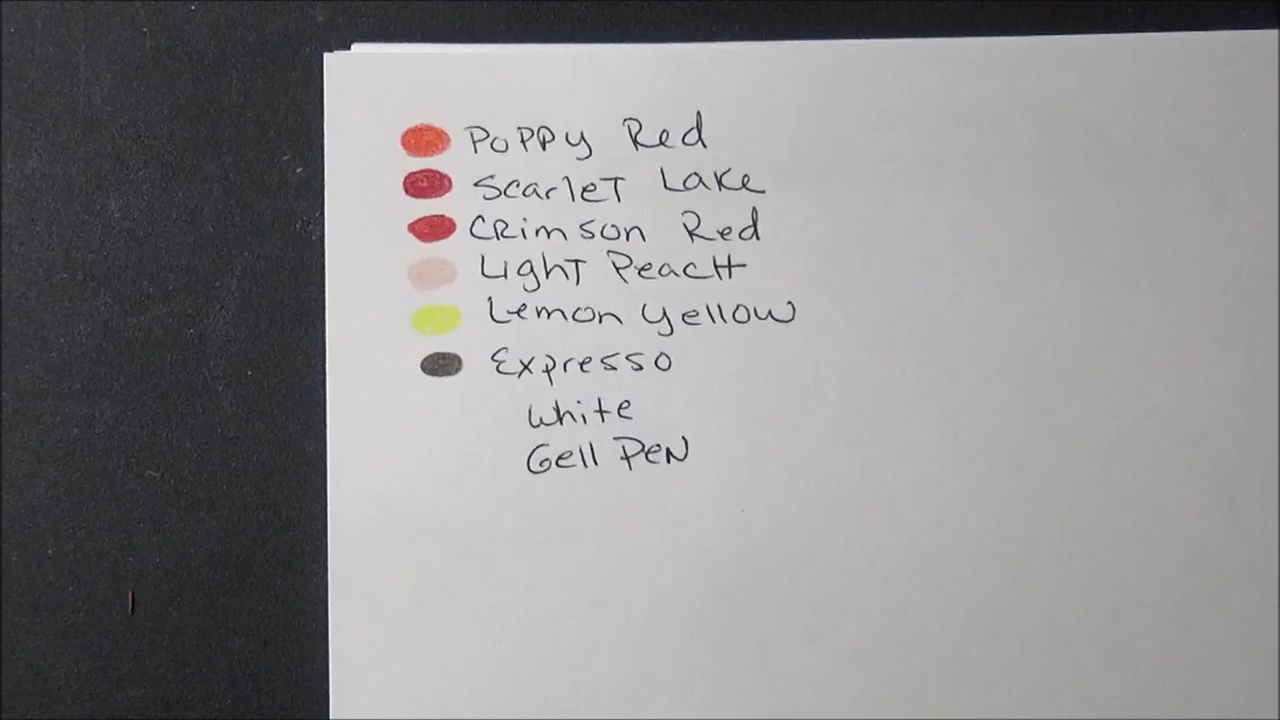 Poppy Red
Scarlet Lake
Crimson Red
Light Peach
Lemon Yellow
Expresso
White
Gell Pen